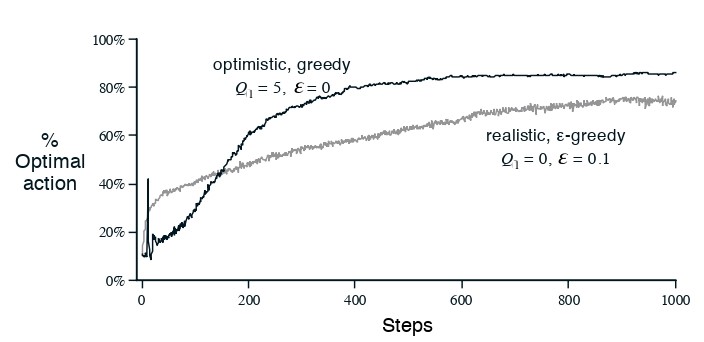 100%
80%
60%
40%
20%
0%
%
Optimal
action
optimistic, greedy
Q₁ = 5, ε = 0
realistic, ε-greedy
Q₁ = 0, ε = 0.1
0 200 400 600 800 1000
Steps